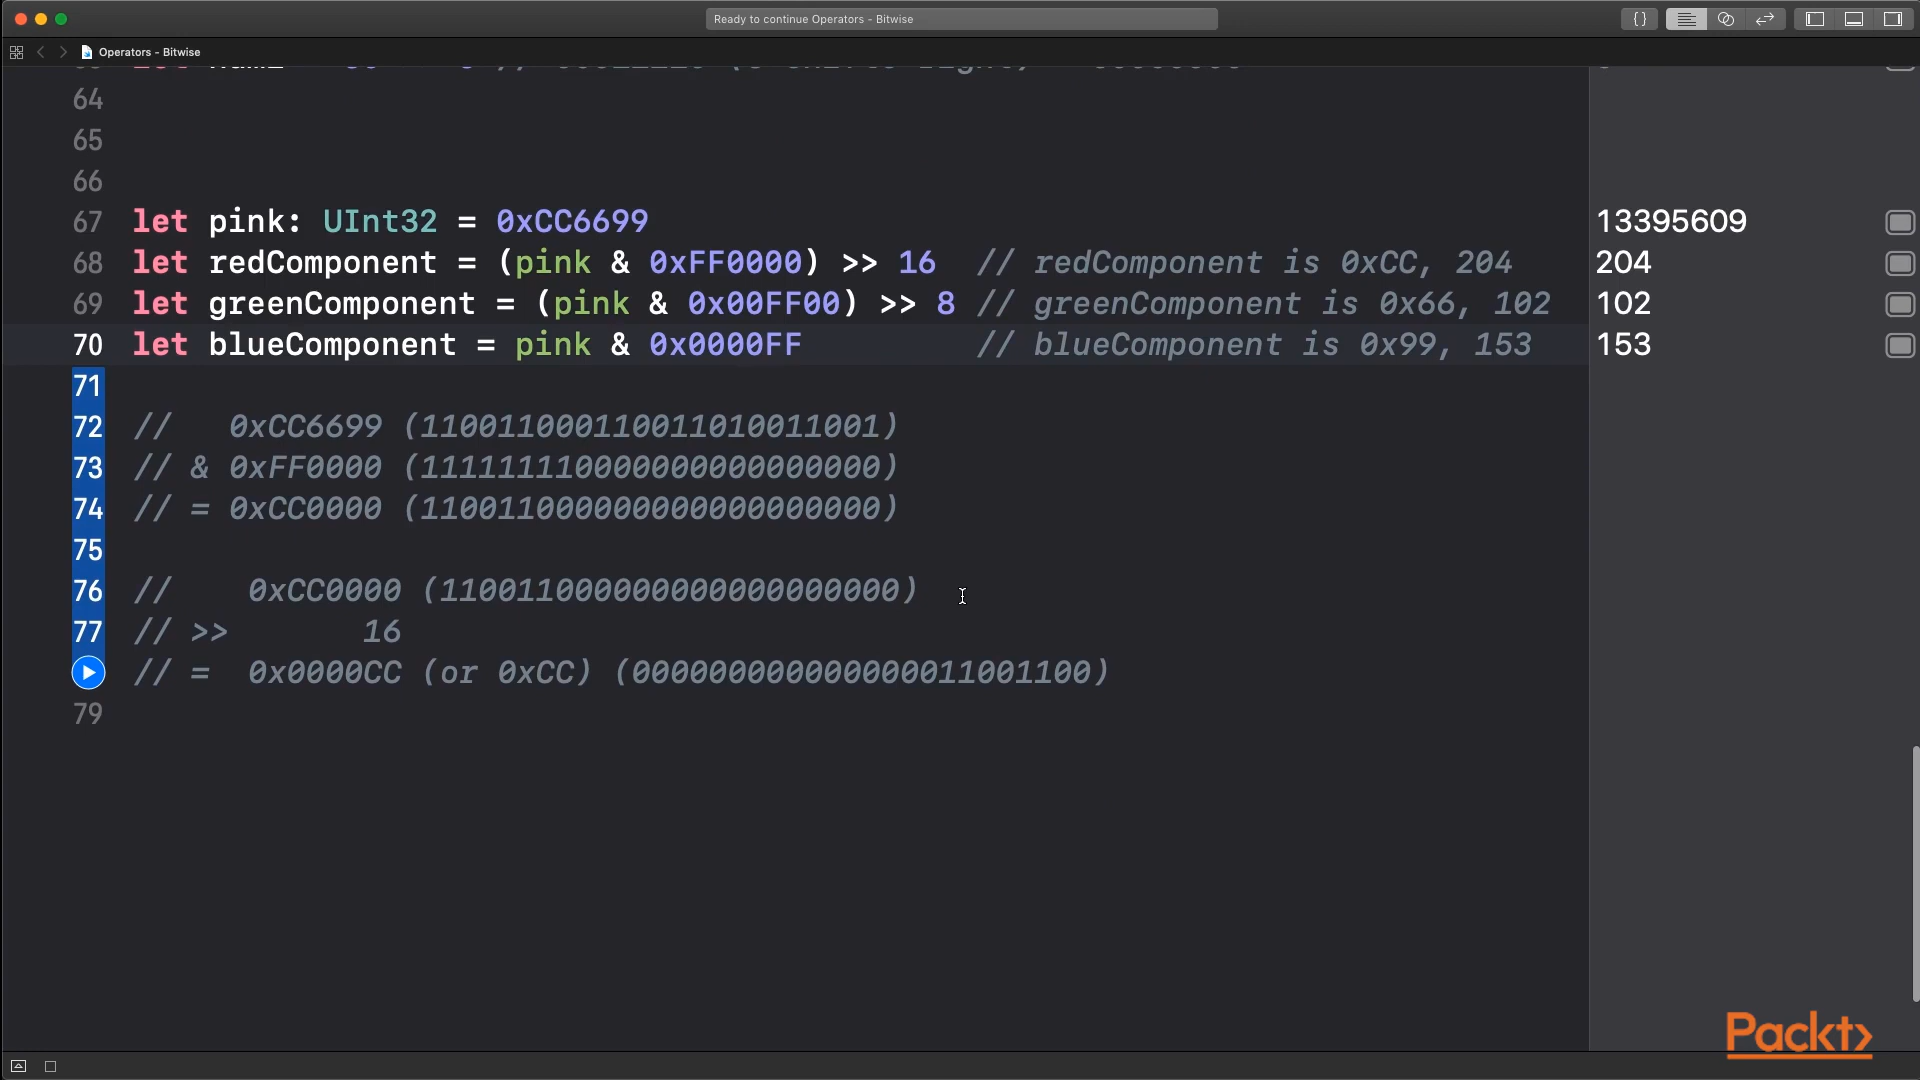 Ready to continue Operators - Bitwise
{}
Operators - Bitwise
64
65
66
67 let pink: UInt32 = 0xCC6699 13395609
68 let redComponent = (pink & 0xFF0000) >> 16 // redComponent is 0xCC, 204 204
69 let greenComponent = (pink & 0x00FF00) >> 8 // greenComponent is 0x66, 102 102
70 let blueComponent = pink & 0x0000FF // blueComponent is 0x99, 153 153
71
72 // 0xCC6699 (110011000110011010011001)
73 // & 0xFF0000 (111111110000000000000000)
74 // = 0xCC0000 (110011000000000000000000)
75
76 // 0xCC0000 (110011000000000000000000)
77 // >> 16
// = 0x0000CC (or 0xCC) (000000000000000011001100)
79
Packt>